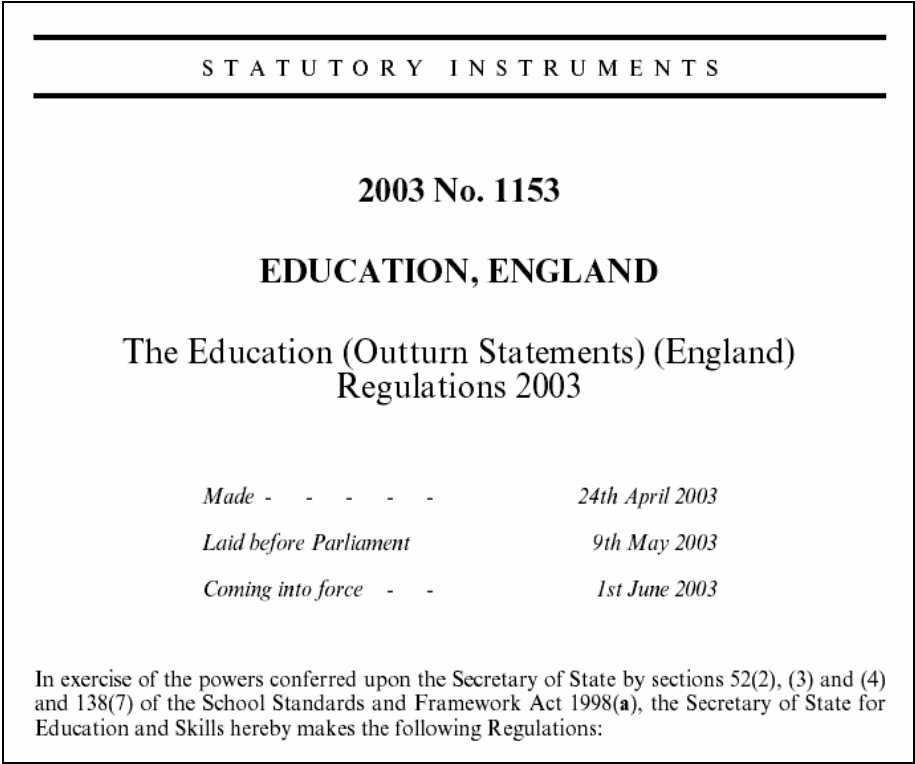 STATUTORY INSTRUMENTS
2003 No. 1153
EDUCATION, ENGLAND
The Education (Outturn Statements) (England)
Regulations 2003
Made - - - - - 24th April 2003
Laid before Parliament 9th May 2003
Coming into force - - 1st June 2003
In exercise of the powers conferred upon the Secretary of State by sections 52(2), (3) and (4)
and 138(7) of the School Standards and Framework Act 1998(a), the Secretary of State for
Education and Skills hereby makes the following Regulations: